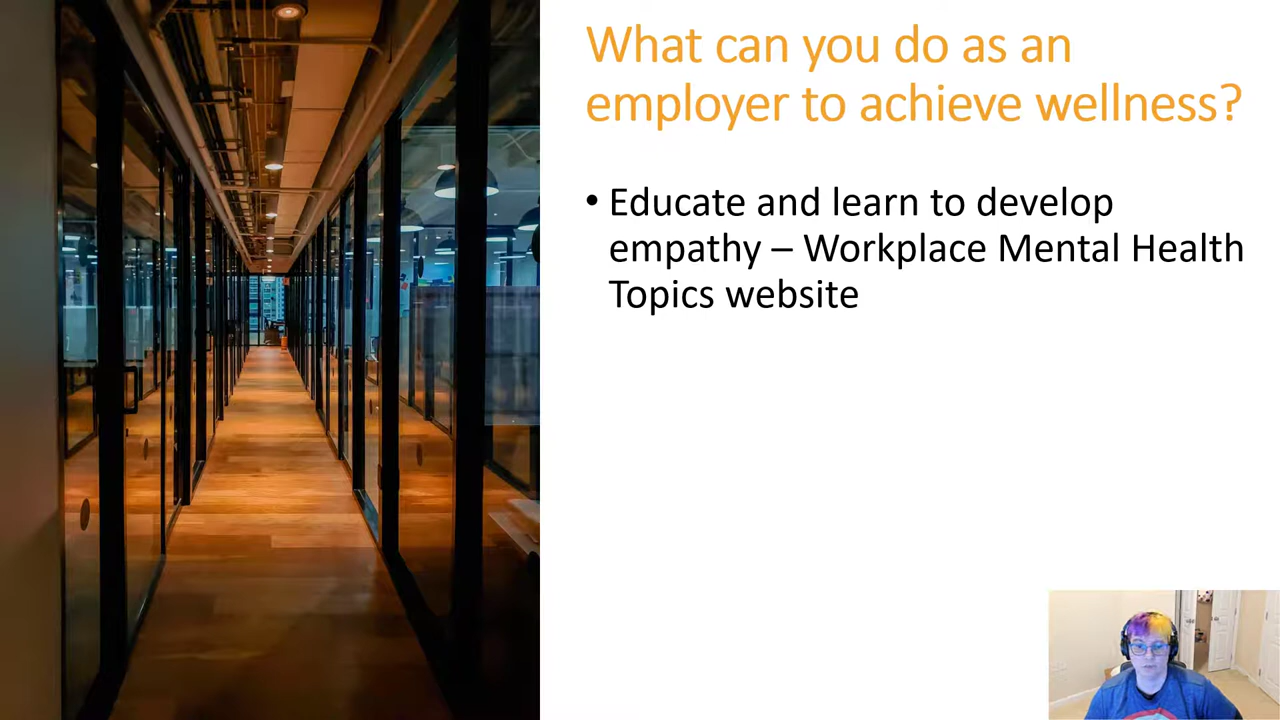 What can you do as an
employer to achieve wellness?
• Educate and learn to develop
empathy – Workplace Mental Health
Topics website